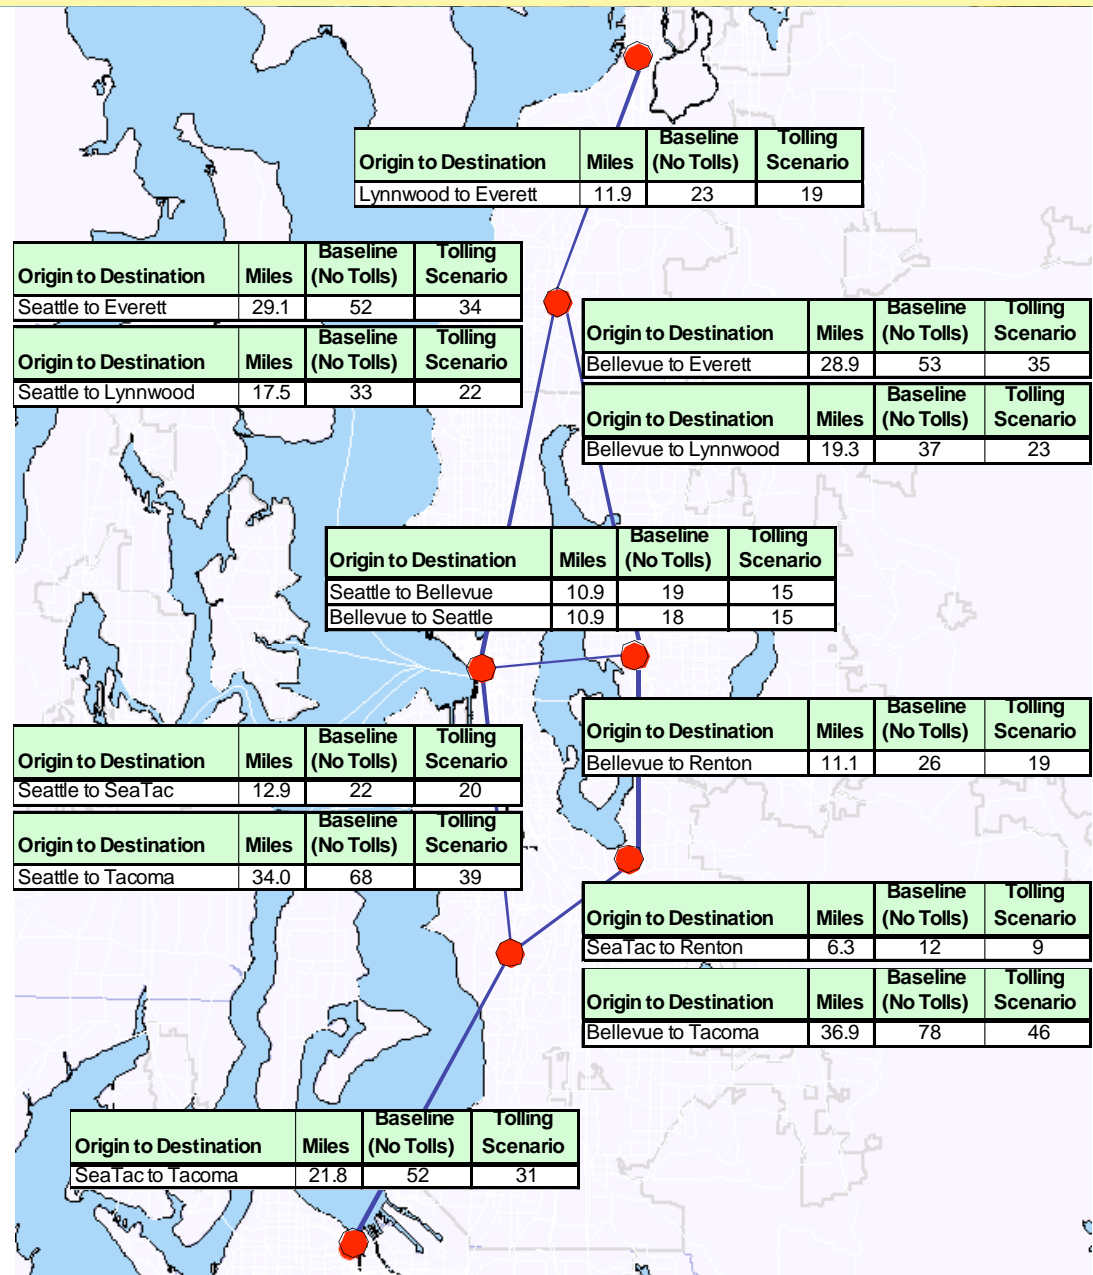 Origin to Destination Miles Baseline (No Tolls) Tolling Scenario
Lynnwood to Everett 11.9 23 19
Origin to Destination Miles Baseline (No Tolls) Tolling Scenario
Seattle to Everett 29.1 52 34
Origin to Destination Miles Baseline (No Tolls) Tolling Scenario
Seattle to Lynnwood 17.5 33 22
Origin to Destination Miles Baseline (No Tolls) Tolling Scenario
Bellevue to Everett 28.9 53 35
Origin to Destination Miles Baseline (No Tolls) Tolling Scenario
Bellevue to Lynnwood 19.3 37 23
Origin to Destination Miles Baseline (No Tolls) Tolling Scenario
Seattle to Bellevue 10.9 19 15
Bellevue to Seattle 10.9 18 15
Origin to Destination Miles Baseline (No Tolls) Tolling Scenario
Seattle to SeaTac 12.9 22 20
Origin to Destination Miles Baseline (No Tolls) Tolling Scenario
Seattle to Tacoma 34.0 68 39
Origin to Destination Miles Baseline (No Tolls) Tolling Scenario
Bellevue to Renton 11.1 26 19
Origin to Destination Miles Baseline (No Tolls) Tolling Scenario
SeaTac to Renton 6.3 12 9
Origin to Destination Miles Baseline (No Tolls) Tolling Scenario
Bellevue to Tacoma 36.9 78 46
Origin to Destination Miles Baseline (No Tolls) Tolling Scenario
SeaTac to Tacoma 21.8 52 31